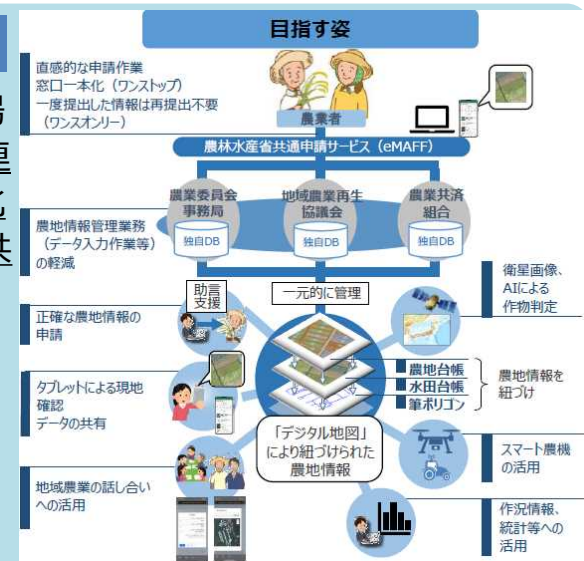 目指す姿
直感的な申請作業
窓口一本化（ワンストップ）
一度提出した情報は再提出不要
（ワンスオンリー）
農業者
農林水産省共通申請サービス（eMAFF）
農業委員会
事務局
独自DB
地域農業再生
協議会
独自DB
農業共済
組合
独自DB
農地情報管理業務
（データ入力作業等）
の軽減
助言
支援
一元的に管理
衛星画像、
AIによる
作物判定
正確な農地情報の
申請
農地台帳
水田台帳
筆ポリゴン
農地情報を
紐づけ
タブレットによる現地
確認
データの共有
「デジタル地図」
により紐づけられた
農地情報
スマート農機
の活用
地域農業の話し合い
への活用
作況情報、
統計等への
活用